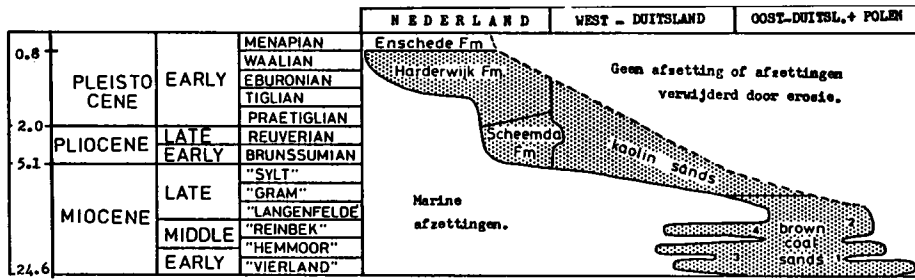 NEDERLAND WEST - DUITSLAND OOST-DUITSL.+ POLEN
MENAPIAN Enschede Fm
0.8
WAALIAN
PLEISTO
CENE
EARLY
EBURONIAN
Harderwijk Fm.
Geen afzetting of afzettingen
verwijderd door erosie.
TIGLIAN
PRAETIGLIAN
2.0
PLIOCENE
LATE
REUVERIAN
Scheemda
Fm
kaolin sands
EARLY
BRUNSSUMIAN
5.1
"SYLT"
LATE
"GRAM"
Marine
afzettingen.
"LANGENFELDE"
MIOCENE
MIDDLE
"REINBEK"
brown
coal
sands
"HEMMOOR"
EARLY
"VIERLAND"
24.6